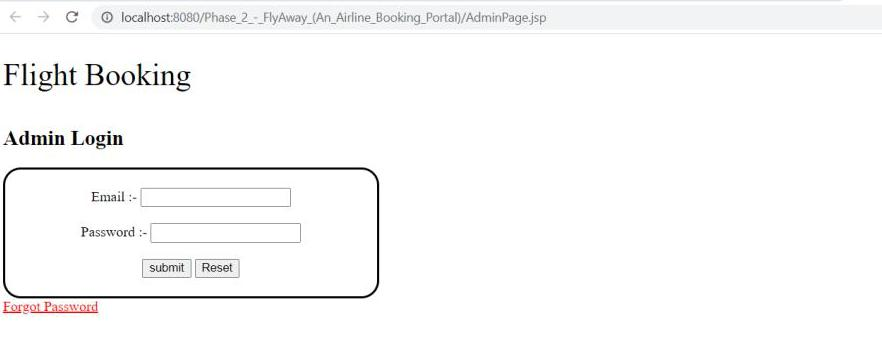 localhost:8080/Phase_2_-_FlyAway_(An_Airline_Booking_Portal)/AdminPage.jsp
Flight Booking
Admin Login
Email :-
Password :-
submit Reset
Forgot Password